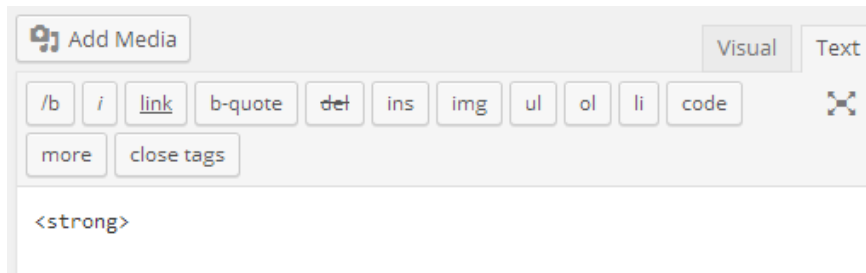 Add Media
Visual Text
/b i link b-quote del ins img ul ol li code
more close tags
<strong>